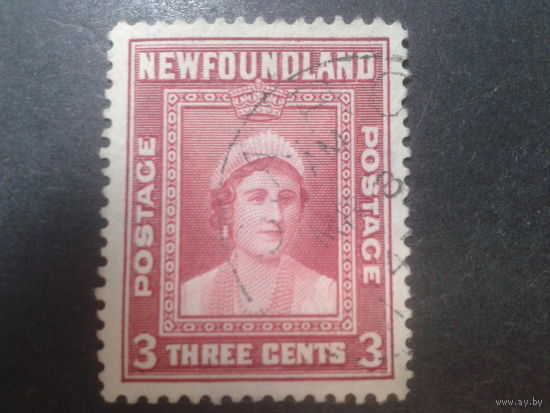 NEWFOUNDLAND
POSTAGE
POSTAGE
3 THREE CENTS 3
www.ay.by